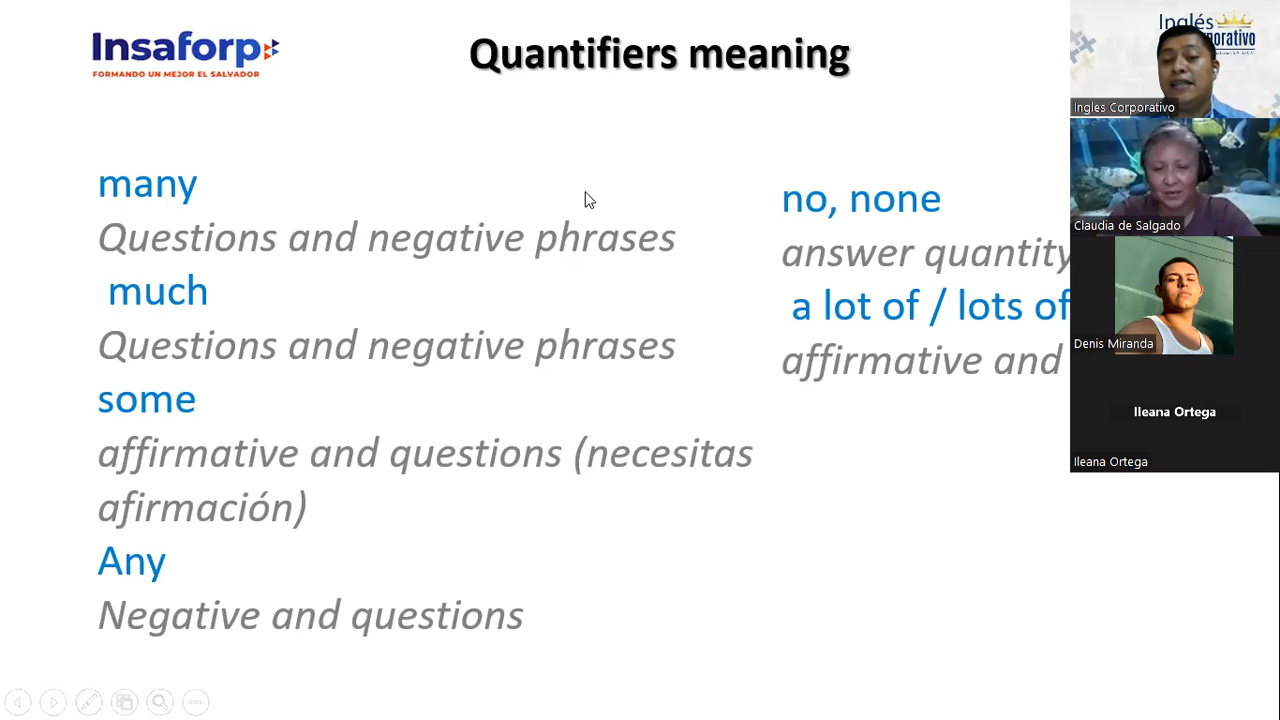 Insaforp
FORMANDO UN MEJOR EL SALVADOR
Quantifiers meaning
many
Questions and negative phrases
much
Questions and negative phrases
some
affirmative and questions (necesitas
afirmación)
Any
Negative and questions
no, none
answer quantity
a lot of / lots of
affirmative and
Inglés
Corporativo
Ingles Corporativo
Claudia de Salgado
Denis Miranda
Ileana Ortega
Ileana Ortega